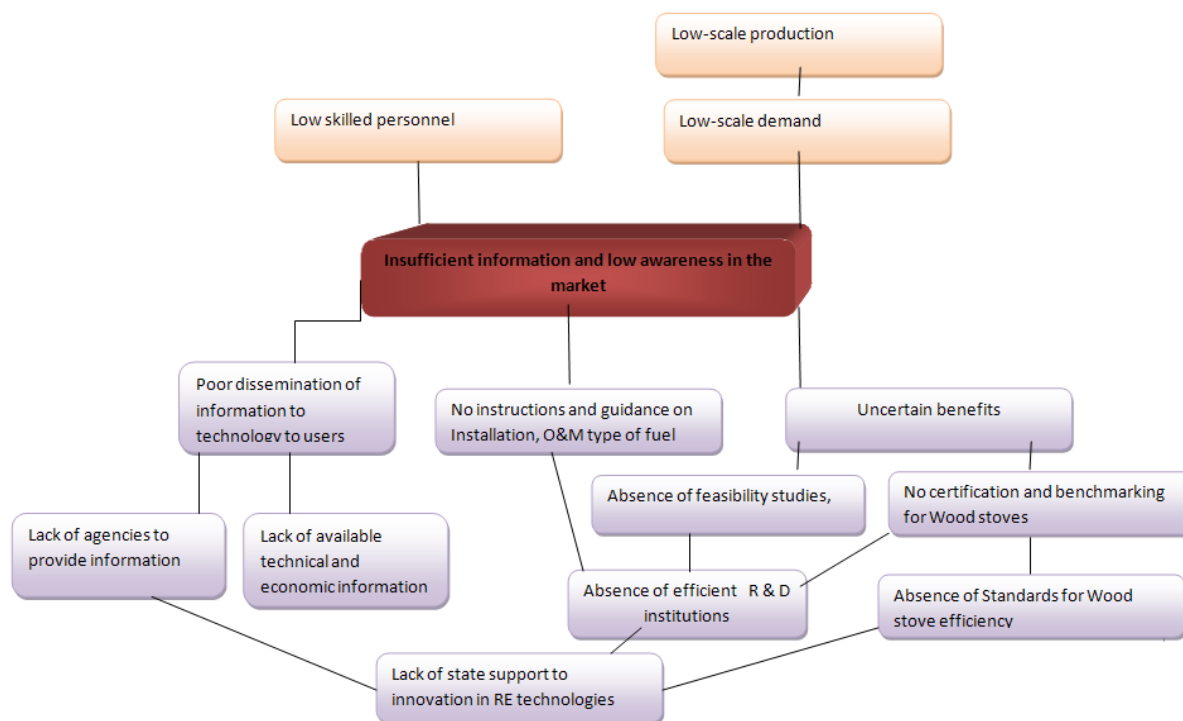 Low-scale production
Low skilled personnel
Low-scale demand
Insufficient information and low awareness in the
market
Poor dissemination of
information to
technology to users
No instructions and guidance on
Installation, O&M type of fuel
Uncertain benefits
Absence of feasibility studies,
No certification and benchmarking
for Wood stoves
Lack of agencies to
provide information
Lack of available
technical and
economic information
Absence of efficient R & D
institutions
Absence of Standards for Wood
stove efficiency
Lack of state support to
innovation in RE technologies